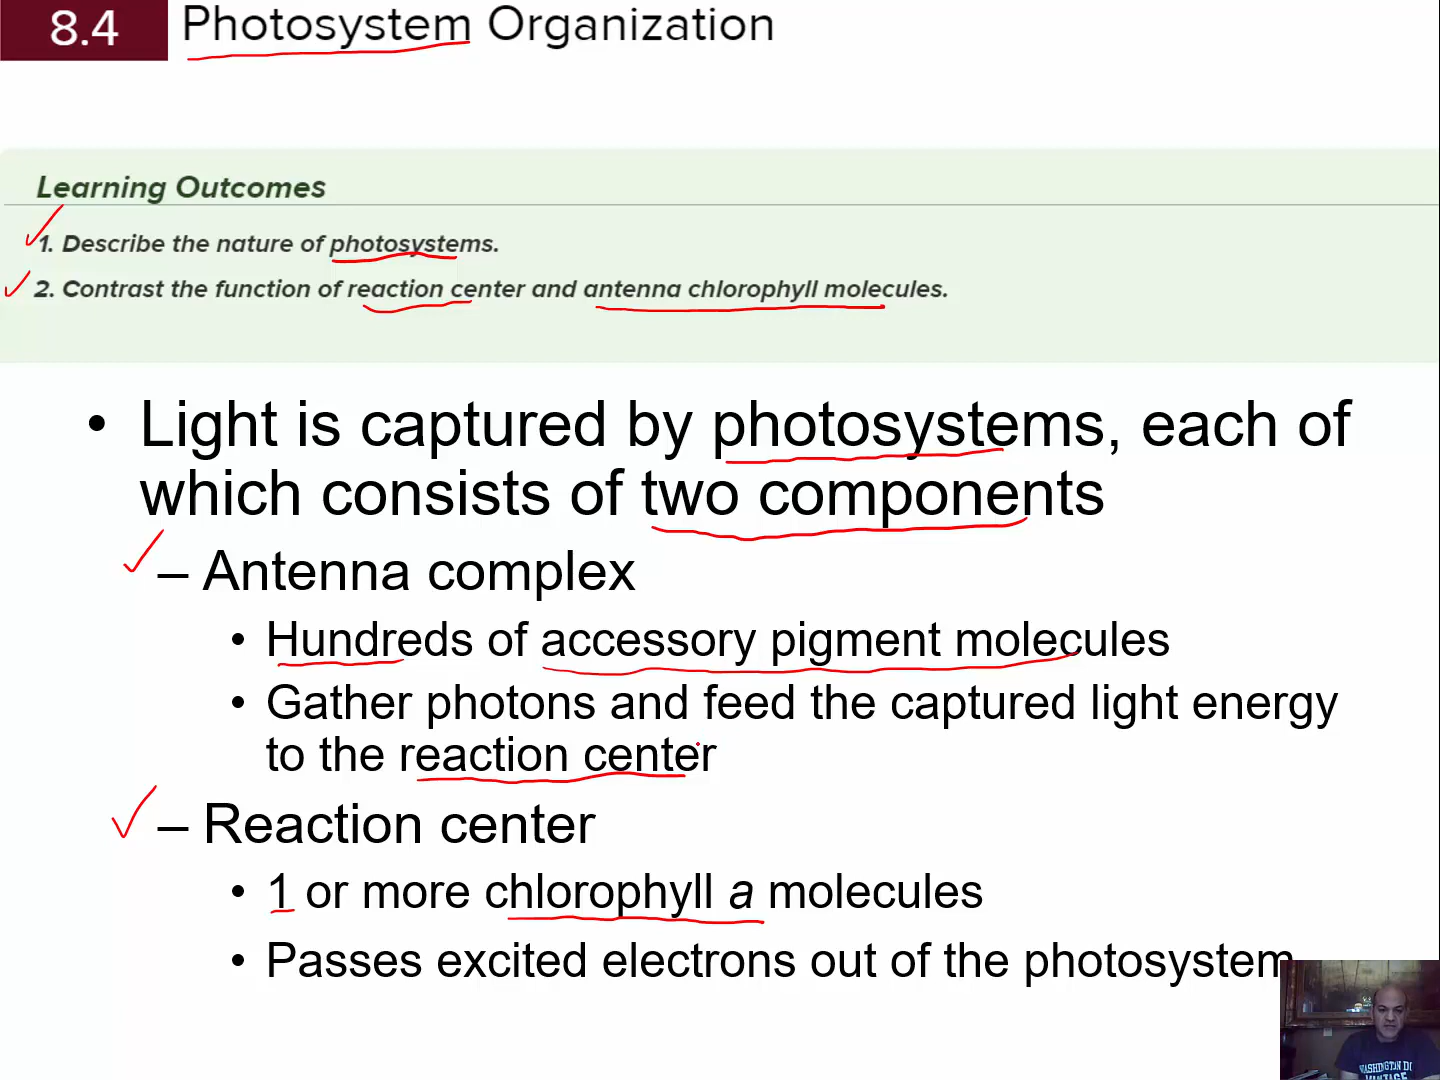 8.4 Photosystem Organization
Learning Outcomes
1. Describe the nature of photosystems.
2. Contrast the function of reaction center and antenna chlorophyll molecules.
• Light is captured by photosystems, each of
which consists of two components
– Antenna complex
• Hundreds of accessory pigment molecules
• Gather photons and feed the captured light energy
to the reaction center
– Reaction center
• 1 or more chlorophyll a molecules
• Passes excited electrons out of the photosystem
WASHINGTON DC
VANTAGE